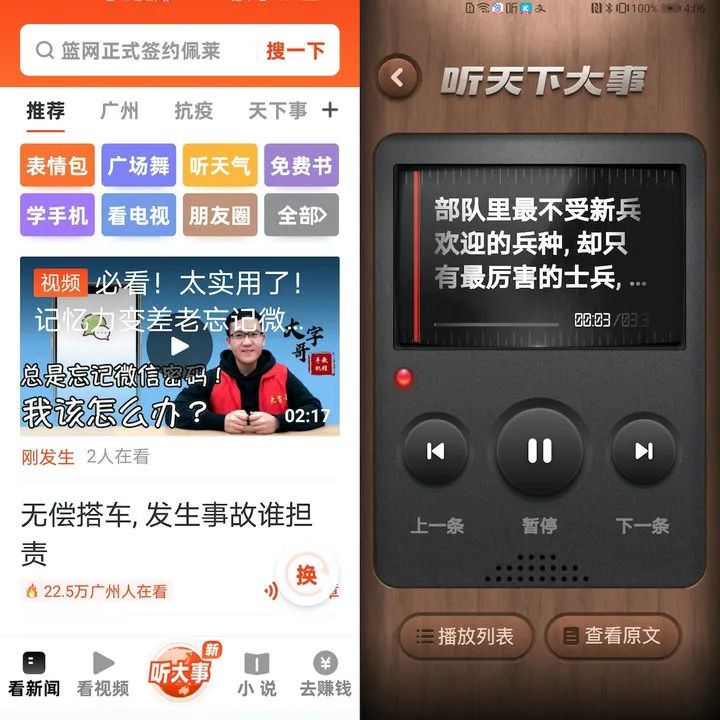 篮网正式签约佩莱
搜一下
推荐
广州
抗疫
天下事
表情包
广场舞
听天气
免费书
学手机
看电视
朋友圈
全部
视频
必看！太实用了！
记忆力变差老忘记微...
大字哥
手机教程
总是忘记微信密码！
我该怎么办？
02:17
刚发生
2人在看
无偿搭车, 发生事故谁担
责
22.5万广州人在看
换
看新闻
看视频
听大事
新
小说
去赚钱
听
100%
4:06
听天下大事
部队里最不受新兵
欢迎的兵种, 却只
有最厉害的士兵, ...
00:03/033
上一条
暂停
下一条
播放列表
查看原文